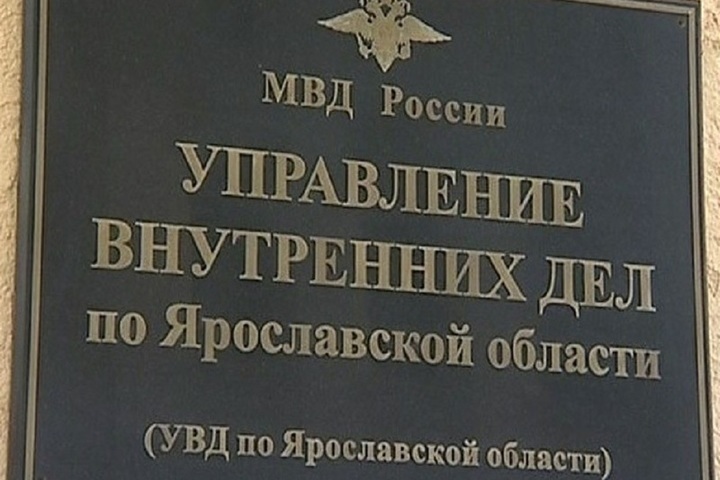 МВД России
УПРАВЛЕНИЕ
ВНУТРЕННИХ ДЕЛ
по Ярославской области
(УВД по Ярославской области)